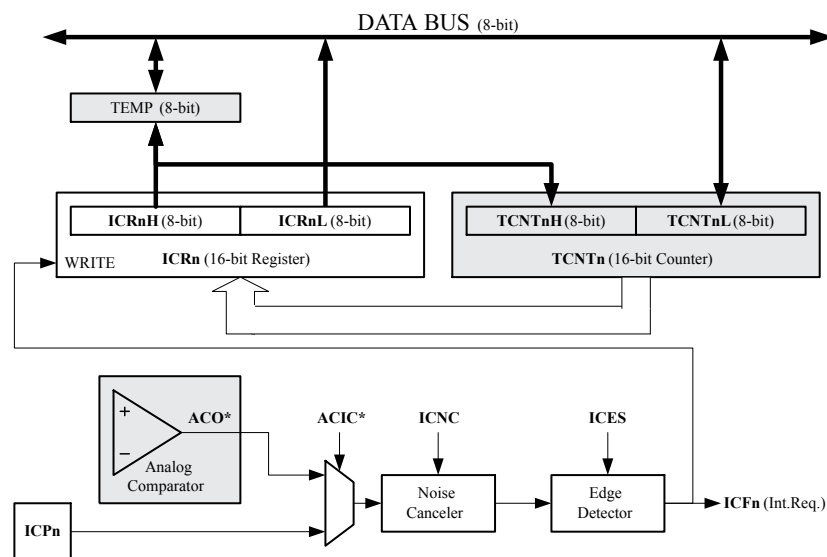 DATA BUS (8-bit)
TEMP (8-bit)
ICRnH (8-bit)
ICRnL (8-bit)
TCNTnH (8-bit)
TCNTnL (8-bit)
WRITE
ICRn (16-bit Register)
TCNTn (16-bit Counter)
+
−
ACO*
Analog
Comparator
ACIC*
ICNC
ICES
Noise
Canceler
Edge
Detector
ICFn (Int.Req.)
ICPn